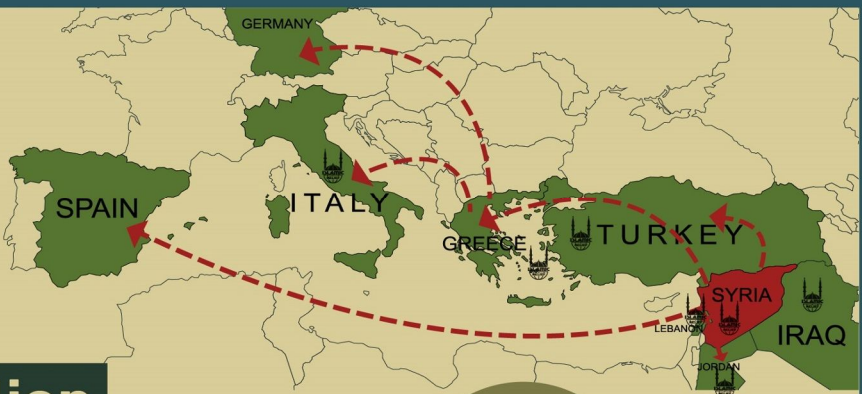 GERMANY
SPAIN
ITALY
GREECE
TURKEY
SYRIA
LEBANON
IRAQ
JORDAN